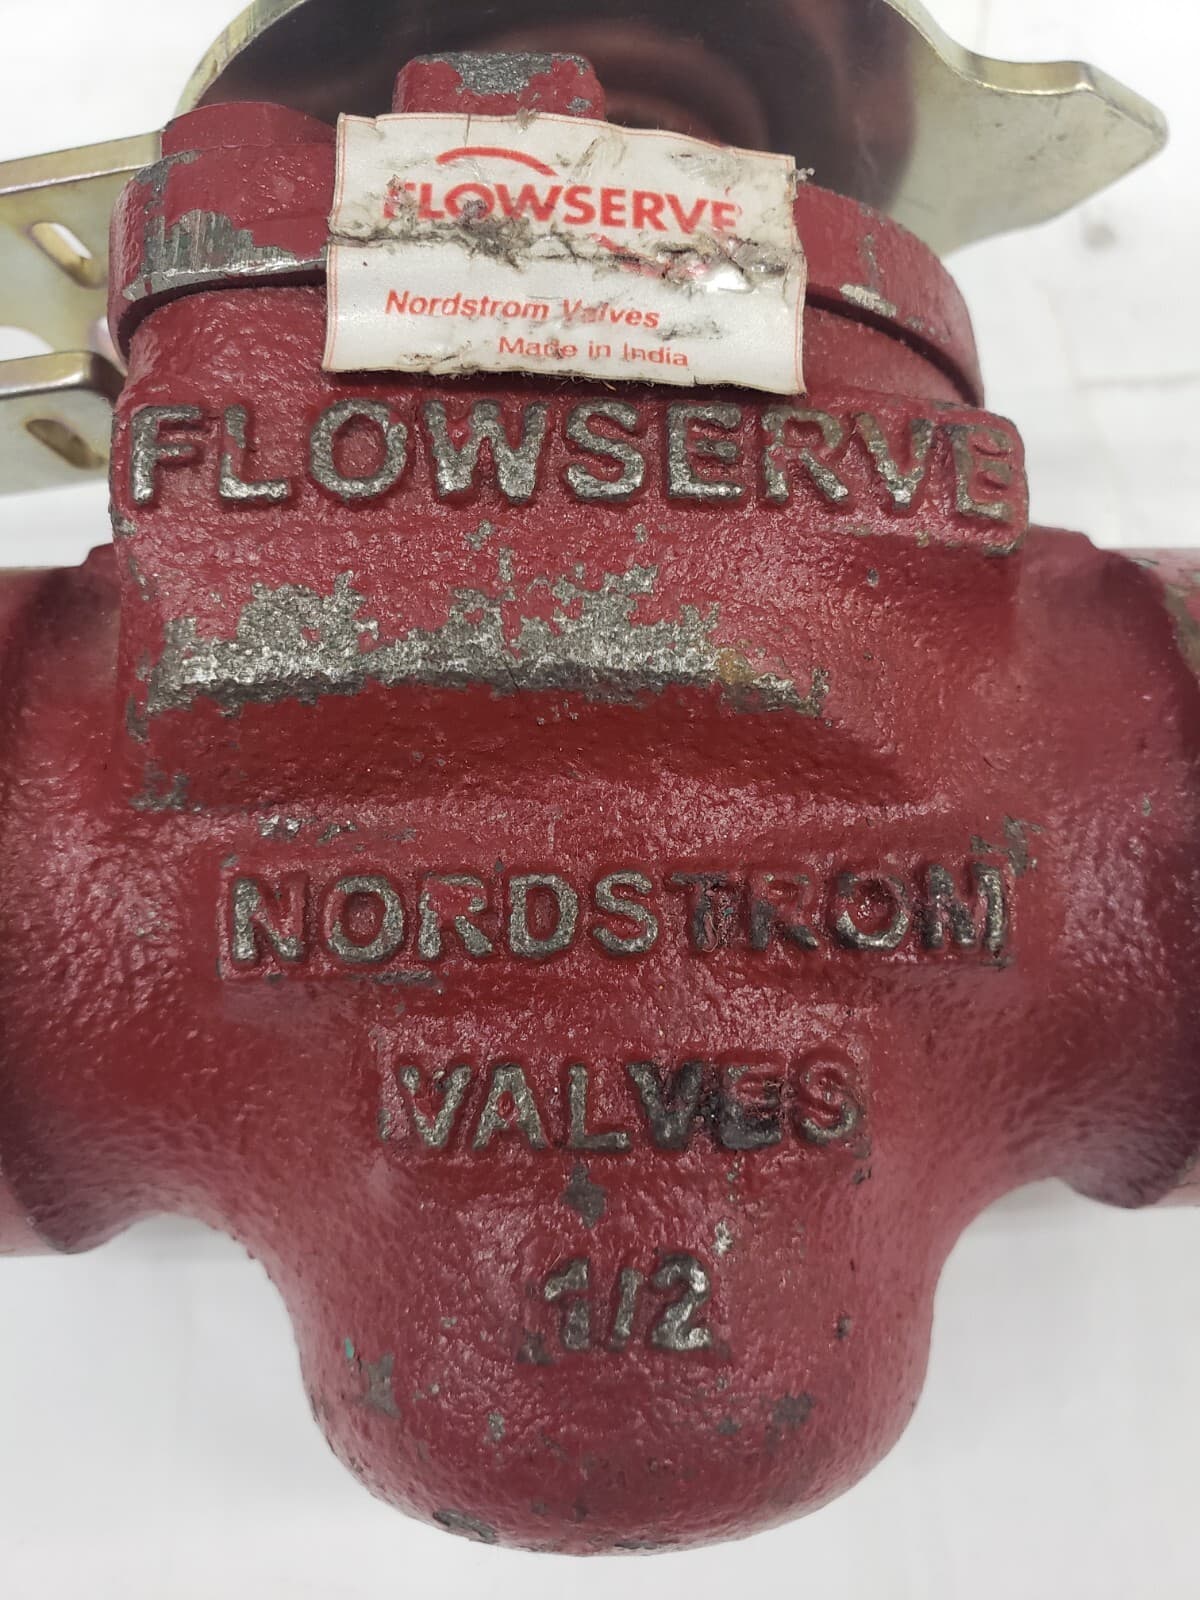 FLOWSERVE
Nordstrom Valves
Made in India
FLOWSERVE
NORDSTROM
VALVES
1/2